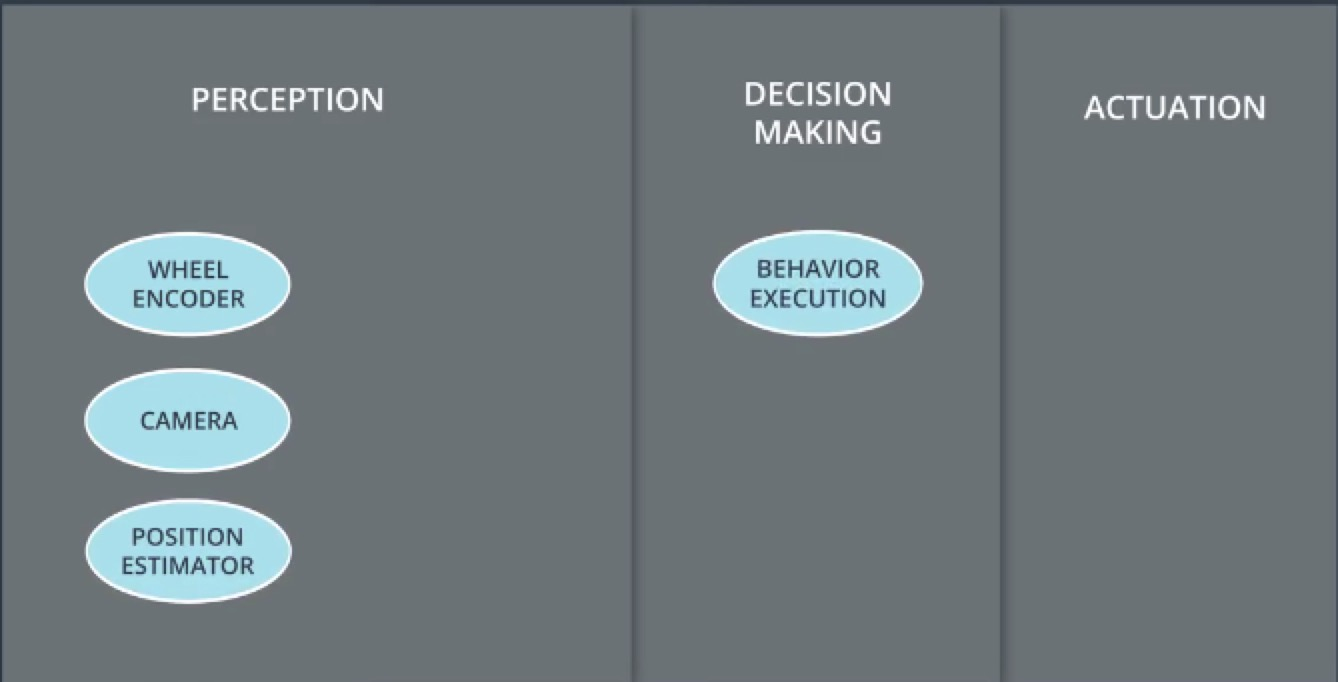 PERCEPTION
DECISION
MAKING
ACTUATION
WHEEL
ENCODER
BEHAVIOR
EXECUTION
CAMERA
POSITION
ESTIMATOR